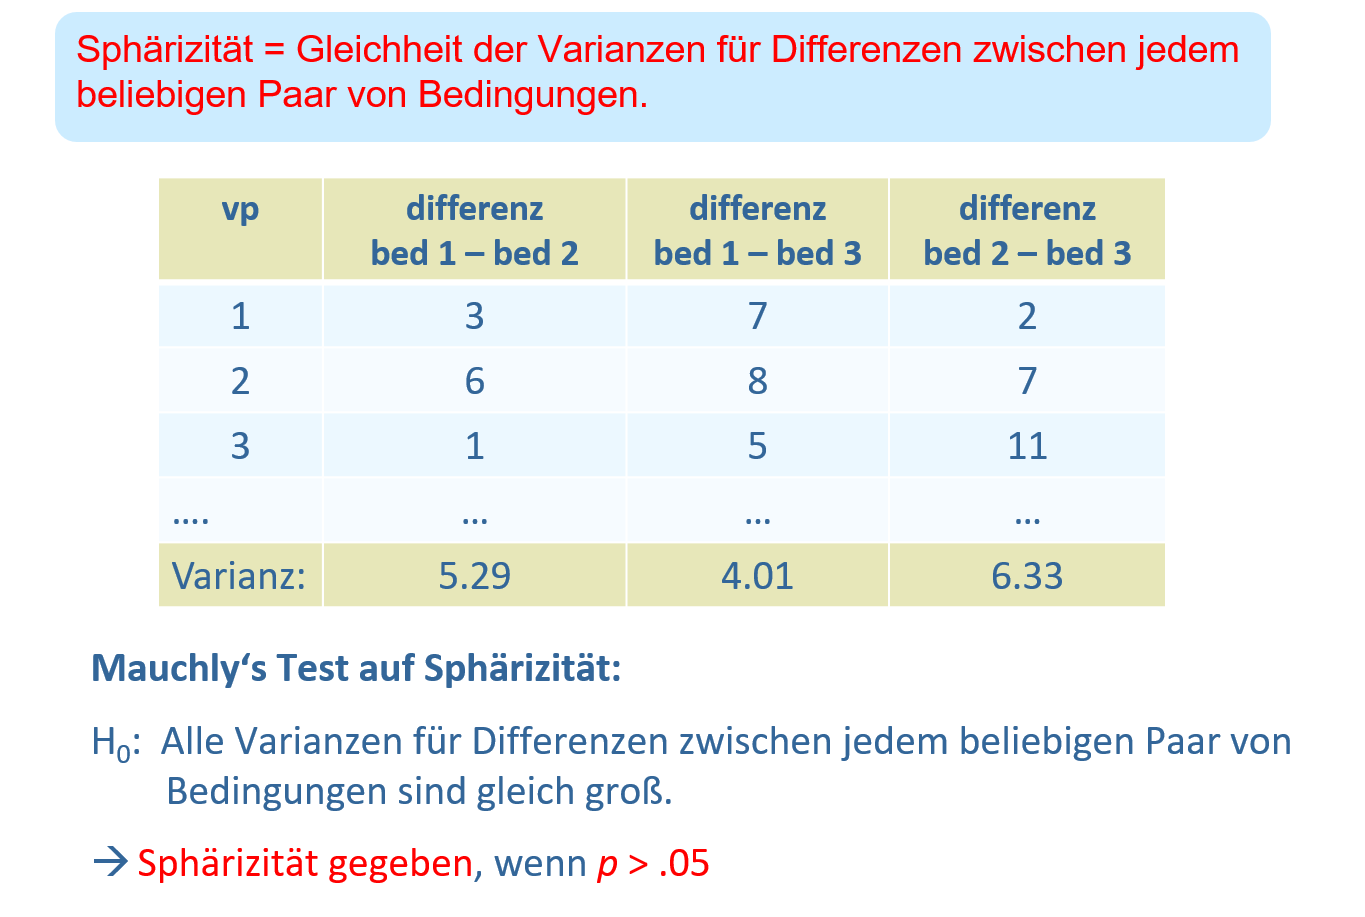 Sphärizität = Gleichheit der Varianzen für Differenzen zwischen jedem
beliebigen Paar von Bedingungen.
vp differenz differenz differenz
bed 1 – bed 2 bed 1 – bed 3 bed 2 – bed 3
1 3 7 2
2 6 8 7
3 1 5 11
.... ... ... ...
Varianz: 5.29 4.01 6.33
Mauchly‘s Test auf Sphärizität:
H₀: Alle Varianzen für Differenzen zwischen jedem beliebigen Paar von
Bedingungen sind gleich groß.
→ Sphärizität gegeben, wenn p > .05